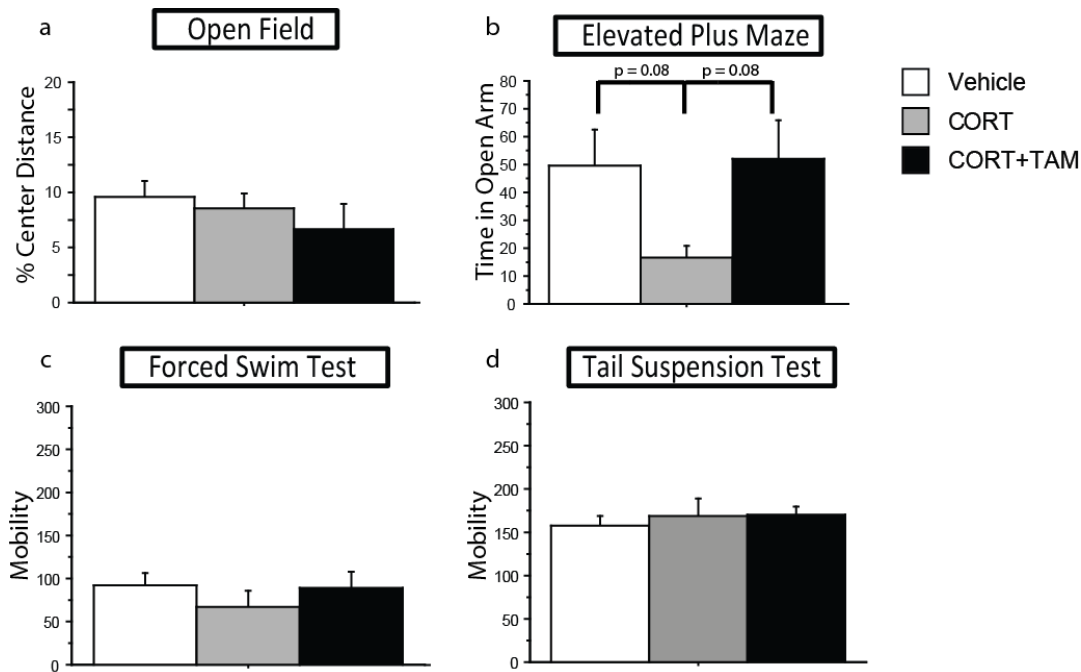 a
Open Field
% Center Distance
20
15
10
5
0
b
Elevated Plus Maze
p = 0.08
p = 0.08
Time in Open Arm
80
70
60
50
40
30
20
10
0
Vehicle
CORT
CORT+TAM
c
Forced Swim Test
Mobility
300
250
200
150
100
50
0
d
Tail Suspension Test
Mobility
300
250
200
150
100
50
0